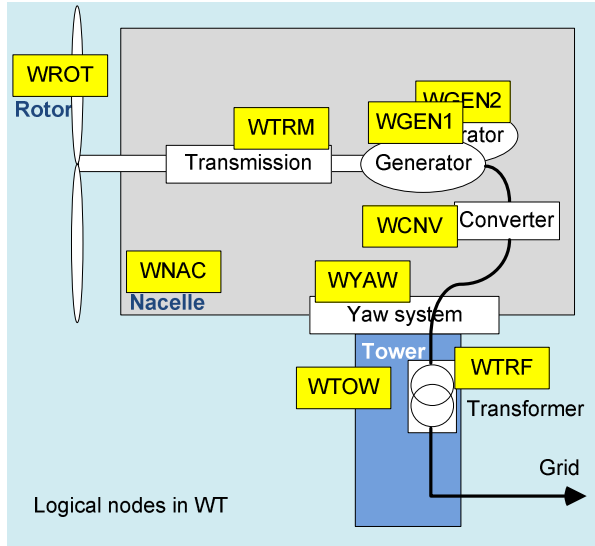 WROT
Rotor
WGEN2
WGEN1
WTRM
rator
Transmission
Generator
WCNV
Converter
WNAC
Nacelle
WYAW
Yaw system
Tower
WTRF
WTOW
Transformer
Grid
Logical nodes in WT